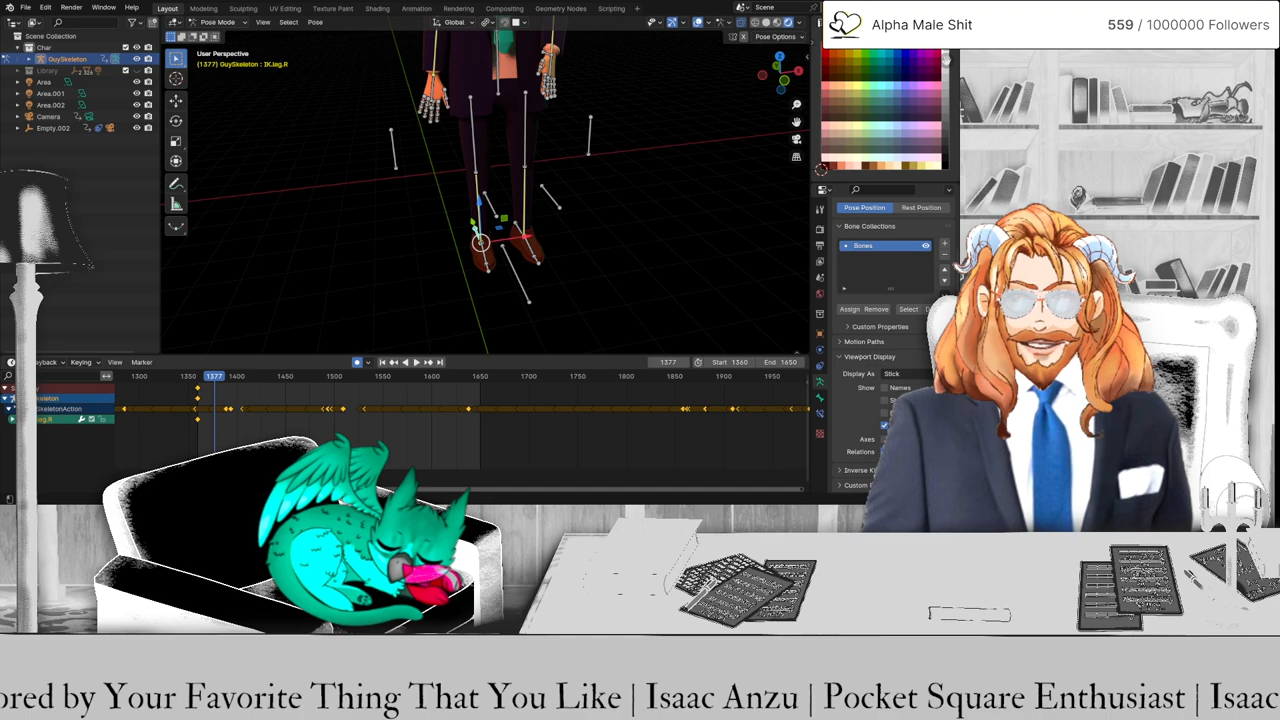 File Edit Render Window Help
Layout Modeling Sculpting UV Editing Texture Paint Shading Animation Rendering Compositing Geometry Nodes Scripting
Scene
Alpha Male Shit
559 / 1000000 Followers
Pose Mode View Select Pose
Global
Pose Options
Scene Collection
Char
GuySkeleton
Library
Area
Area.001
Area.002
Camera
Empty.002
User Perspective
(1377) GuySkeleton : IK.leg.R
Pose Position Rest Position
Bone Collections
Bones
Assign Remove Select
Custom Properties
Motion Paths
Viewport Display
Display As Stick
Show Names
Axes
Relations
Inverse K
Custom
yback Keying View Marker
1377 Start 1360 End 1650
1300 1350 1377 1400 1450 1500 1550 1600 1650 1700 1750 1800 1850 1900 1950
keleton
SkeletonAction
leg.R
ored by Your Favorite Thing That You Like | Isaac Anzu | Pocket Square Enthusiast | Isaac